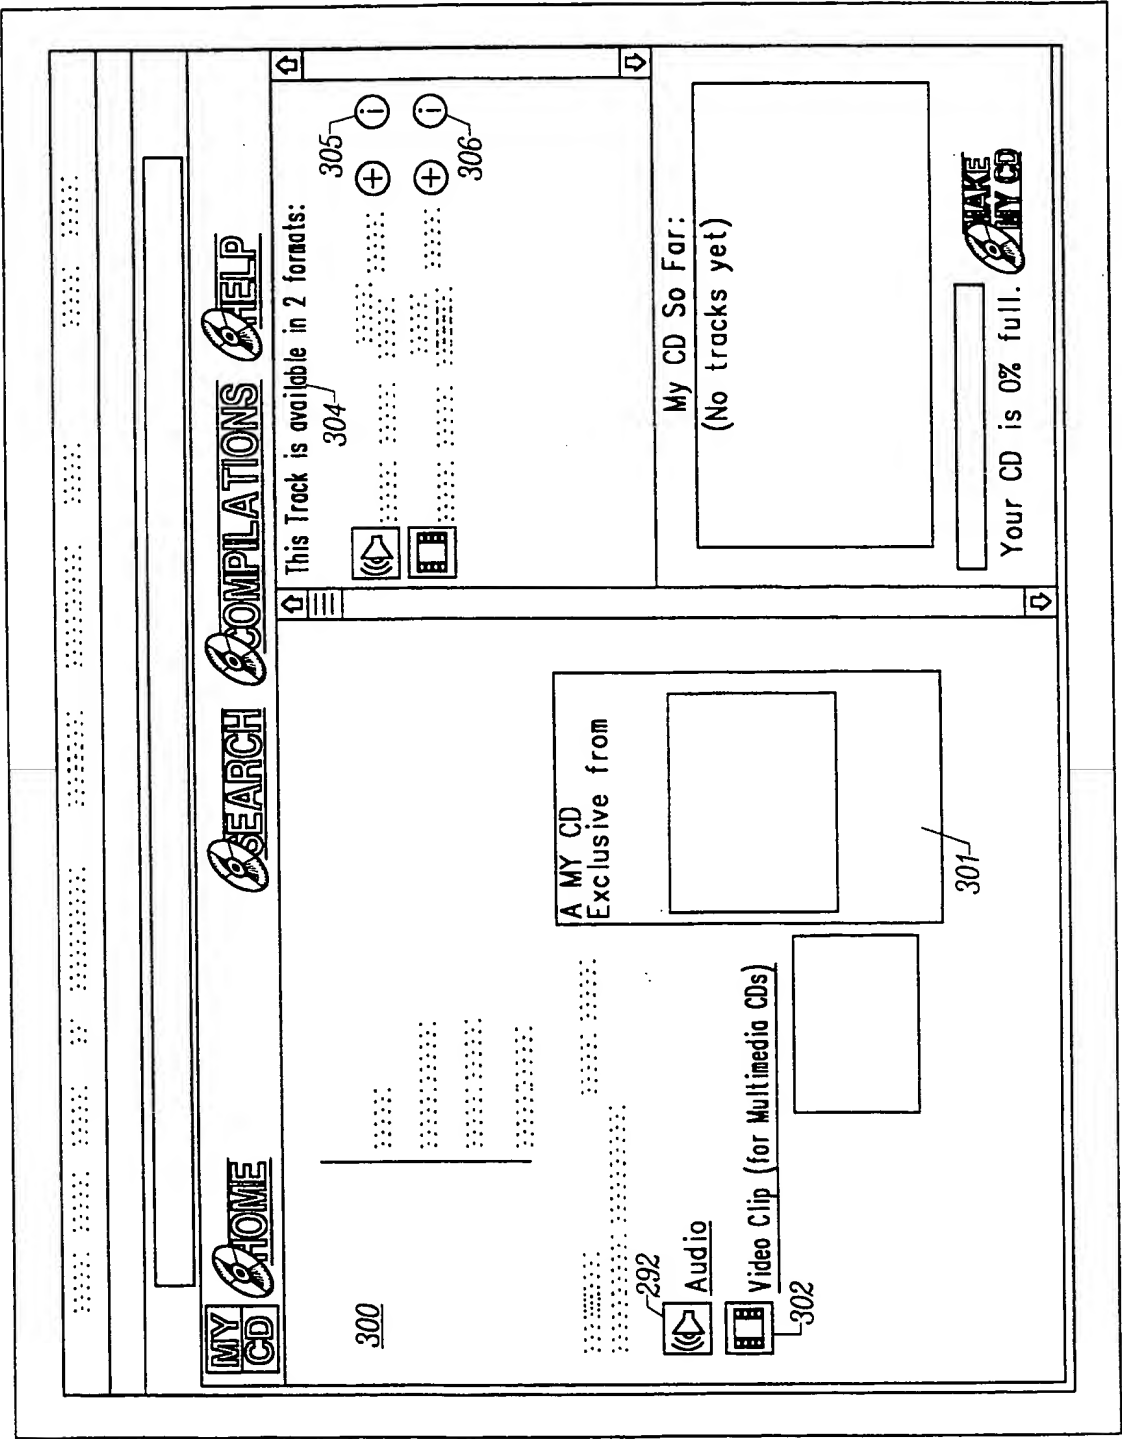 MY
CD
HOME
SEARCH
COMPILATIONS
HELP
300
A MY CD
Exclusive from
301
292
Audio
Video Clip (for Multimedia CDs)
302
This Track is available in 2 formats:
304
305
306
My CD So Far:
(No tracks yet)
Your CD is 0% full.
MAKE
MY CD